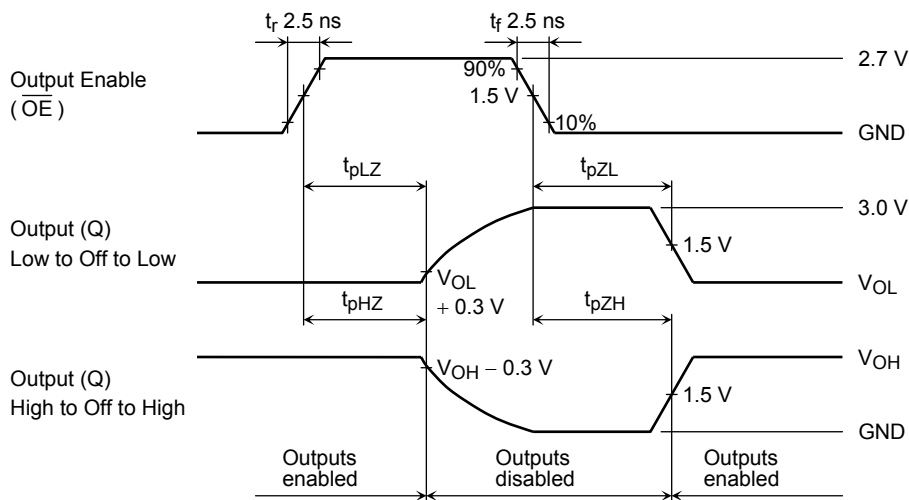 tr 2.5 ns
tf 2.5 ns
Output Enable
( OE )
90%
1.5 V
10%
2.7 V
GND
tpLZ
tpZL
Output (Q)
Low to Off to Low
3.0 V
1.5 V
VOL
+ 0.3 V
VOL
tpHZ
tpZH
Output (Q)
High to Off to High
VOH − 0.3 V
VOH
1.5 V
GND
Outputs
enabled
Outputs
disabled
Outputs
enabled